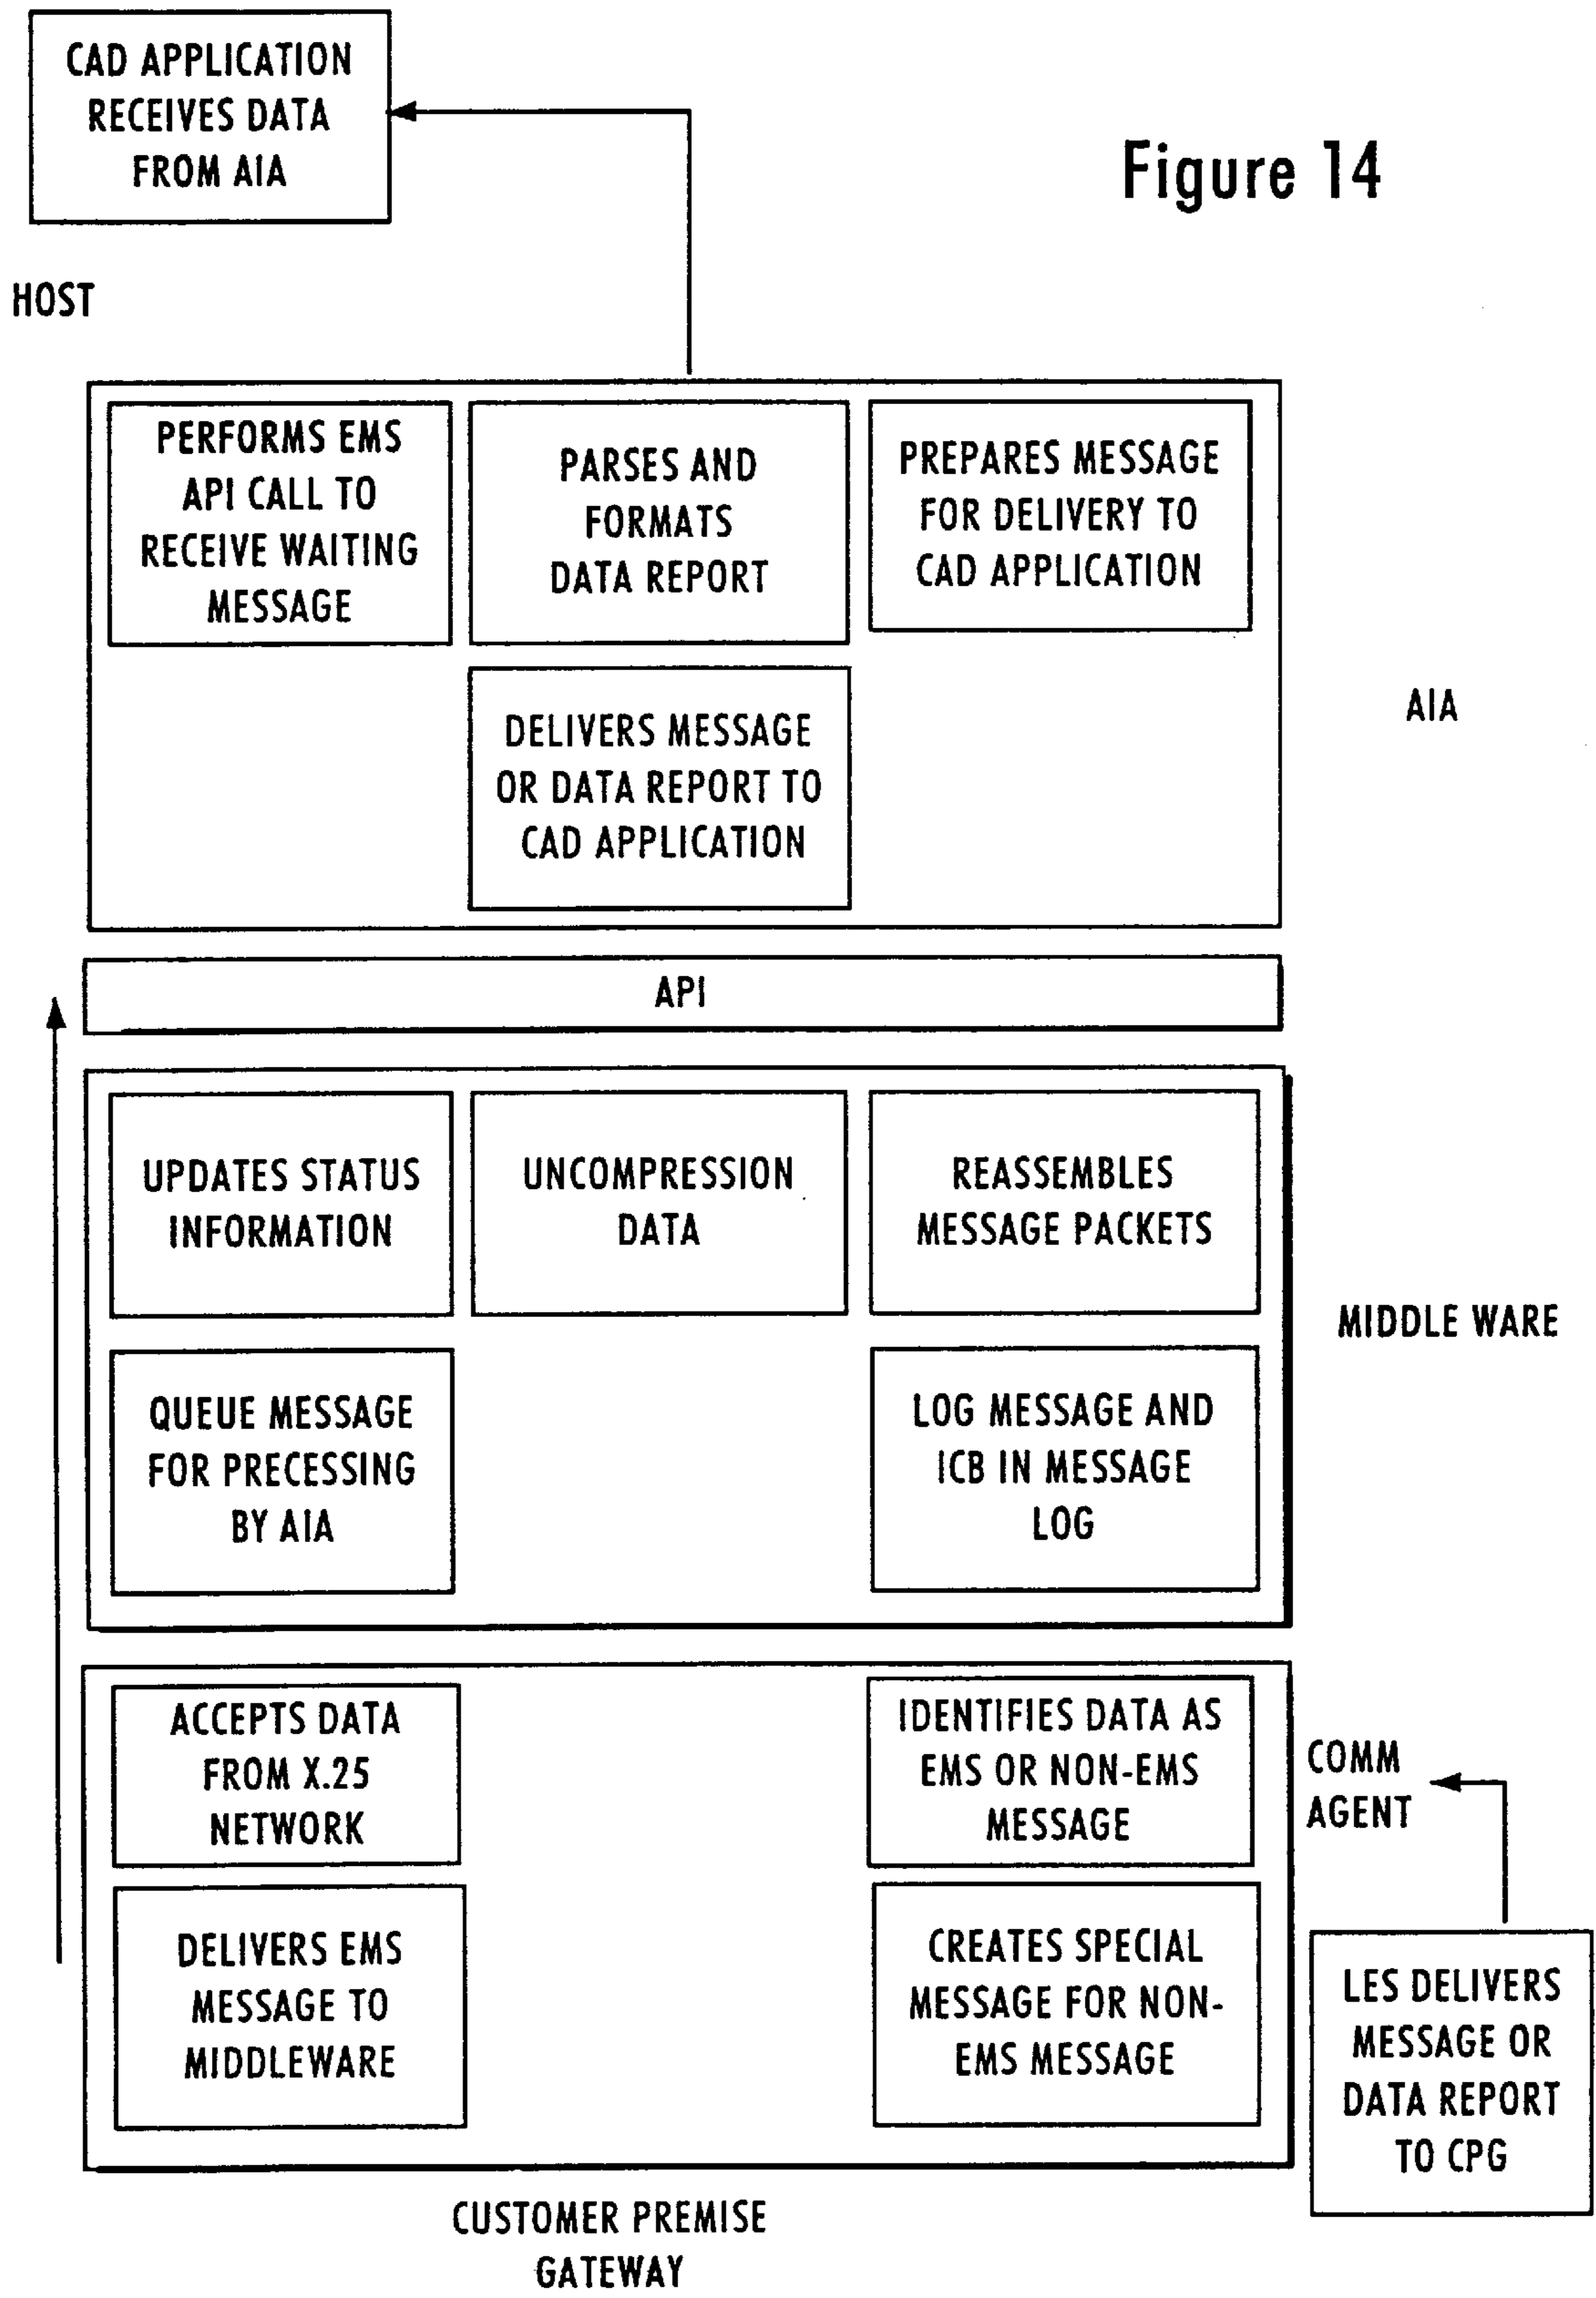 CAD APPLICATION
RECEIVES DATA
FROM AIA
Figure 14
HOST
PERFORMS EMS
API CALL TO
RECEIVE WAITING
MESSAGE
PARSES AND
FORMATS
DATA REPORT
PREPARES MESSAGE
FOR DELIVERY TO
CAD APPLICATION
DELIVERS MESSAGE
OR DATA REPORT TO
CAD APPLICATION
AIA
API
UPDATES STATUS
INFORMATION
UNCOMPRESSION
DATA
REASSEMBLES
MESSAGE PACKETS
MIDDLE WARE
QUEUE MESSAGE
FOR PRECESSING
BY AIA
LOG MESSAGE AND
ICB IN MESSAGE
LOG
ACCEPTS DATA
FROM X.25
NETWORK
IDENTIFIES DATA AS
EMS OR NON-EMS
MESSAGE
COMM
AGENT
DELIVERS EMS
MESSAGE TO
MIDDLEWARE
CREATES SPECIAL
MESSAGE FOR NON-
EMS MESSAGE
LES DELIVERS
MESSAGE OR
DATA REPORT
TO CPG
CUSTOMER PREMISE
GATEWAY